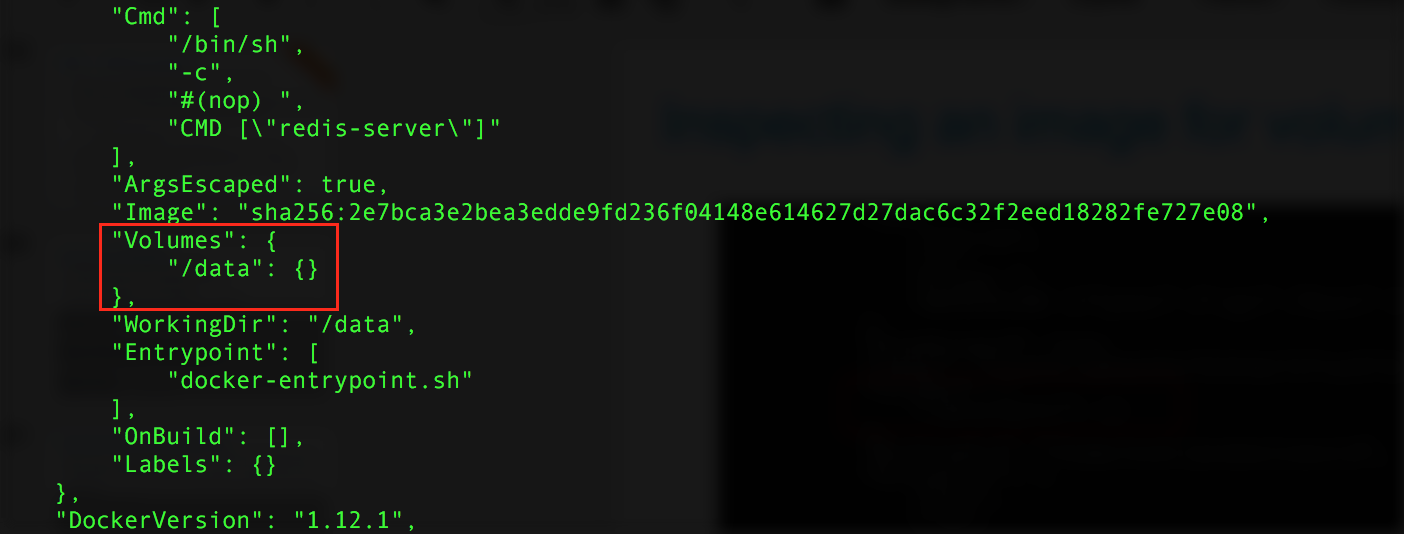 "Cmd": [
"/bin/sh",
"-c",
"#(nop) ",
"CMD [\"redis-server\"]"
],
"ArgsEscaped": true,
"Image": "sha256:2e7bca3e2bea3edde9fd236f04148e614627d27dac6c32f2eed18282fe727e08",
"Volumes": {
"/data": {}
},
"WorkingDir": "/data",
"Entrypoint": [
"docker-entrypoint.sh"
],
"OnBuild": [],
"Labels": {}
},
"DockerVersion": "1.12.1",